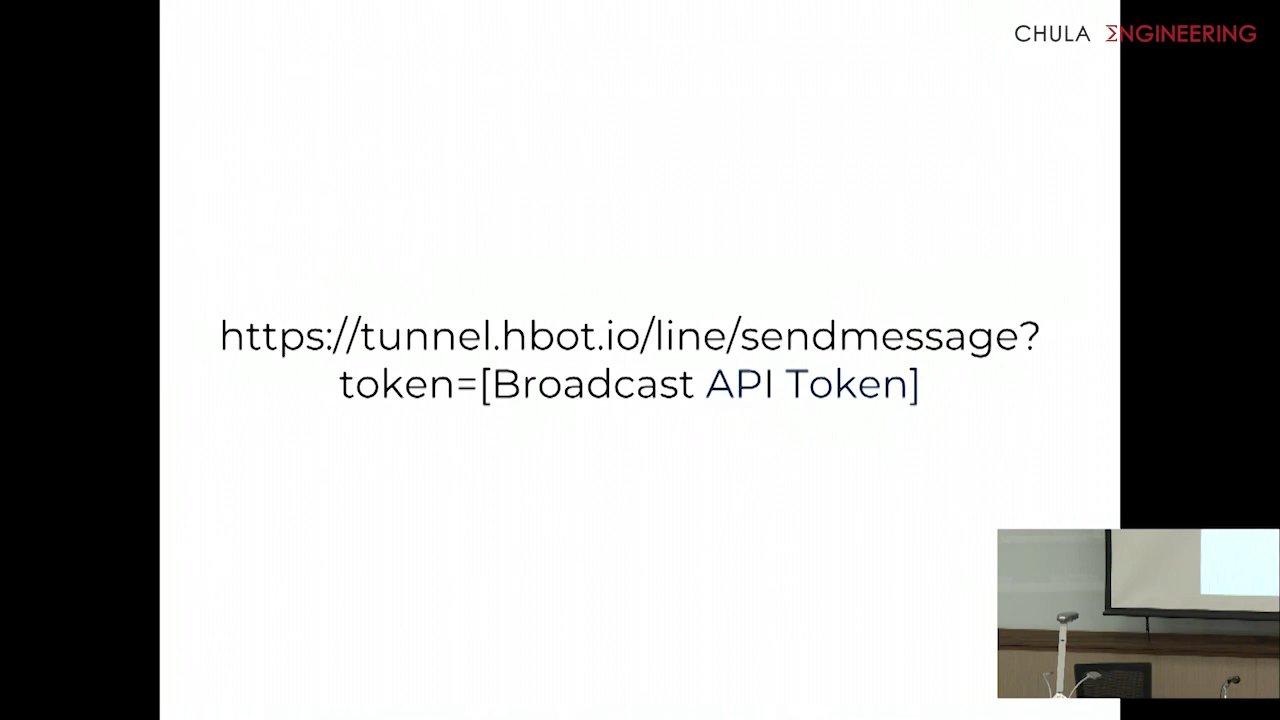 CHULA ΣNGINEERING
https://tunnel.hbot.io/line/sendmessage?
token=[Broadcast API Token]